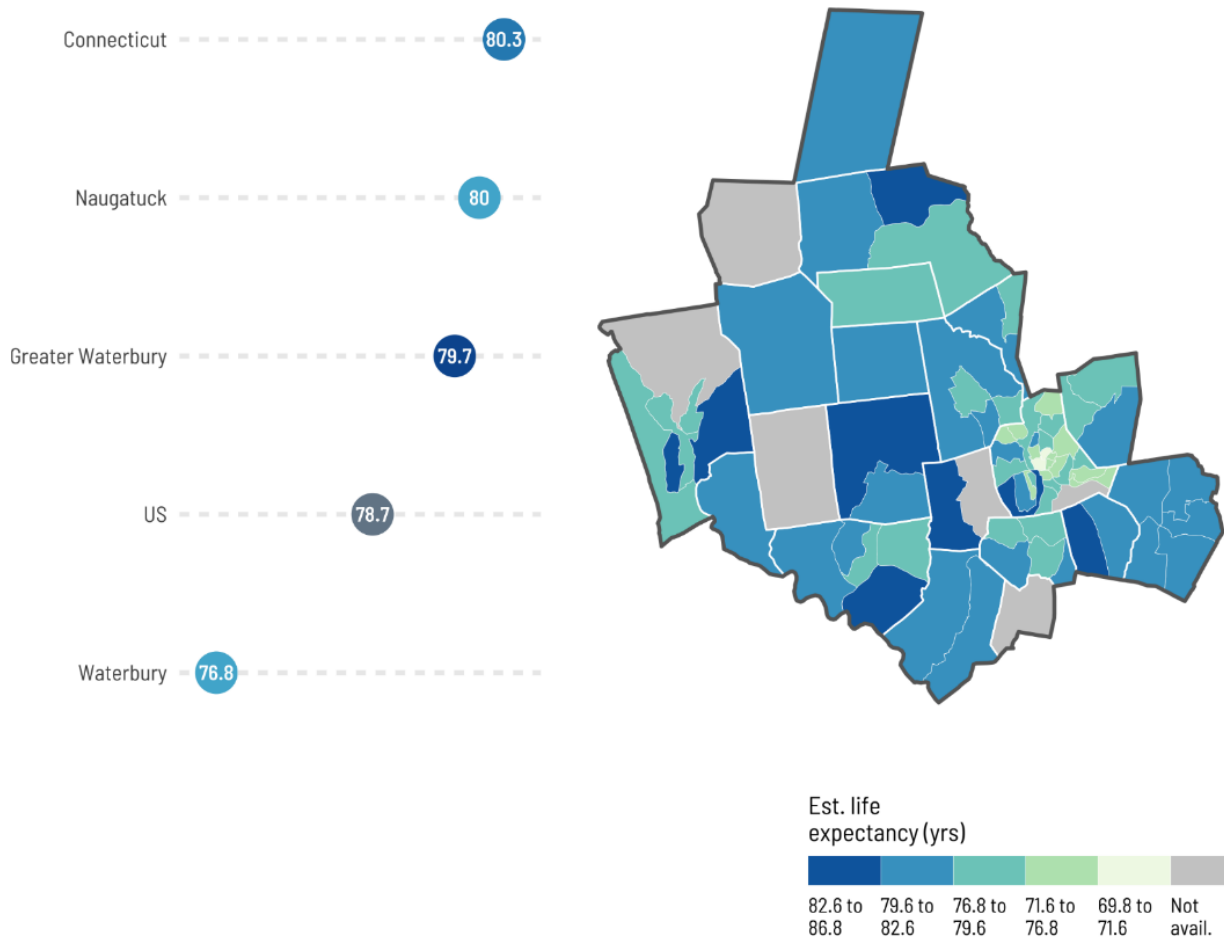 Connecticut 80.3
Naugatuck 80
Greater Waterbury 79.7
US 78.7
Waterbury 76.8
Est. life
expectancy (yrs)
82.6 to 79.6 to 76.8 to 71.6 to 69.8 to Not
86.8 82.6 79.6 76.8 71.6 avail.